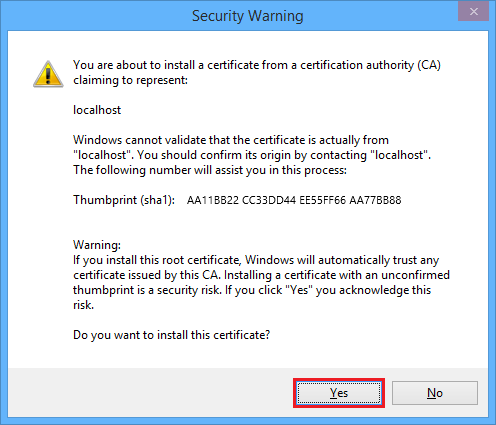 Security Warning
You are about to install a certificate from a certification authority (CA)
claiming to represent:
localhost
Windows cannot validate that the certificate is actually from
"localhost". You should confirm its origin by contacting "localhost".
The following number will assist you in this process:
Thumbprint (sha1): AA11BB22 CC33DD44 EE55FF66 AA77BB88
Warning:
If you install this root certificate, Windows will automatically trust any
certificate issued by this CA. Installing a certificate with an unconfirmed
thumbprint is a security risk. If you click "Yes" you acknowledge this
risk.
Do you want to install this certificate?
Yes No